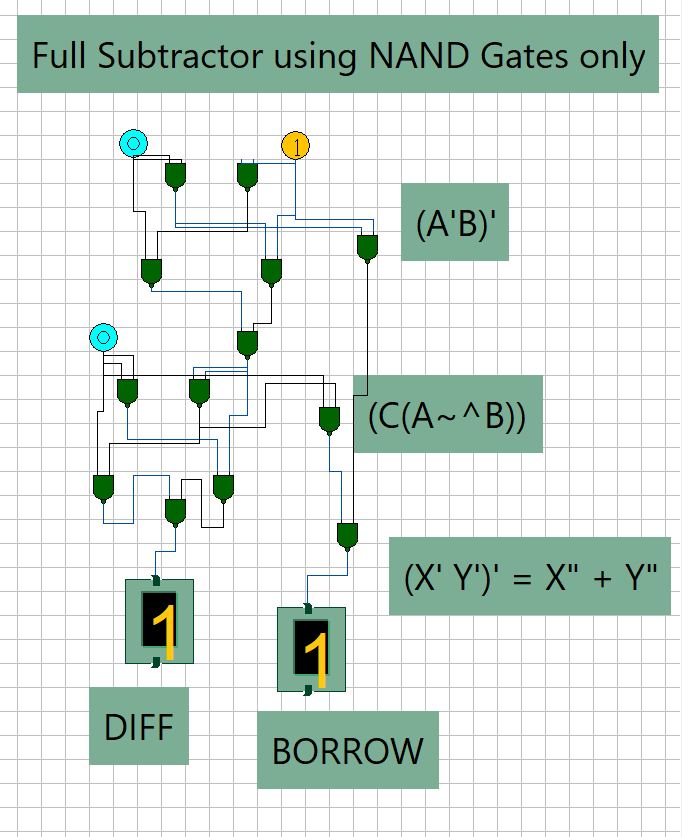 Full Subtractor using NAND Gates only
0
1
(A'B)'
0
(C(A~^B))
(X' Y')' = X" + Y"
1
1
DIFF
BORROW